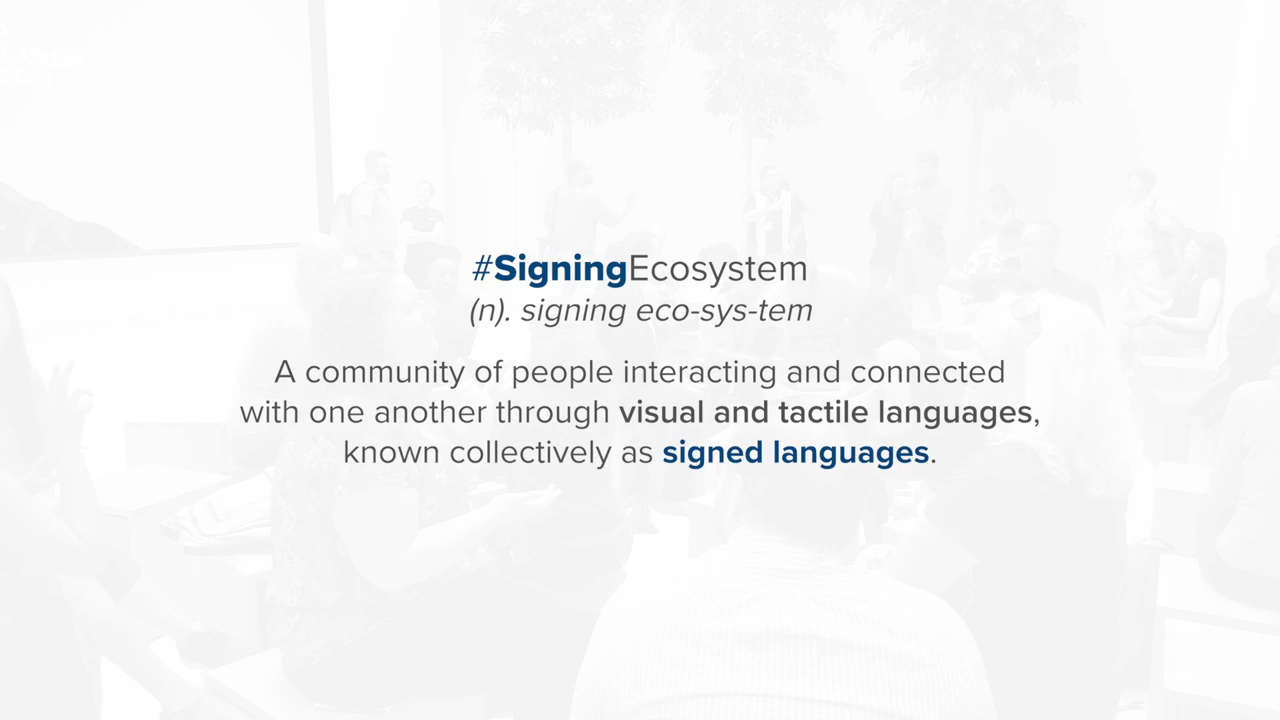 #SigningEcosystem
(n). signing eco-sys-tem
A community of people interacting and connected
with one another through visual and tactile languages,
known collectively as signed languages.